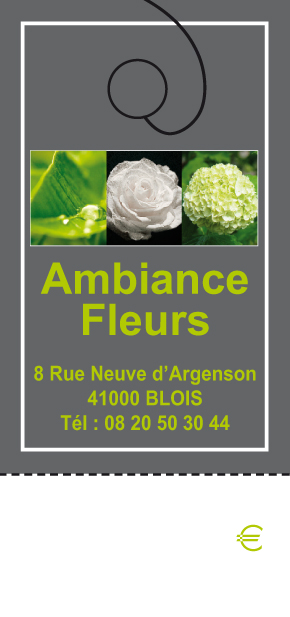 Ambiance
Fleurs
8 Rue Neuve d'Argenson
41000 BLOIS
Tél : 08 20 50 30 44
€